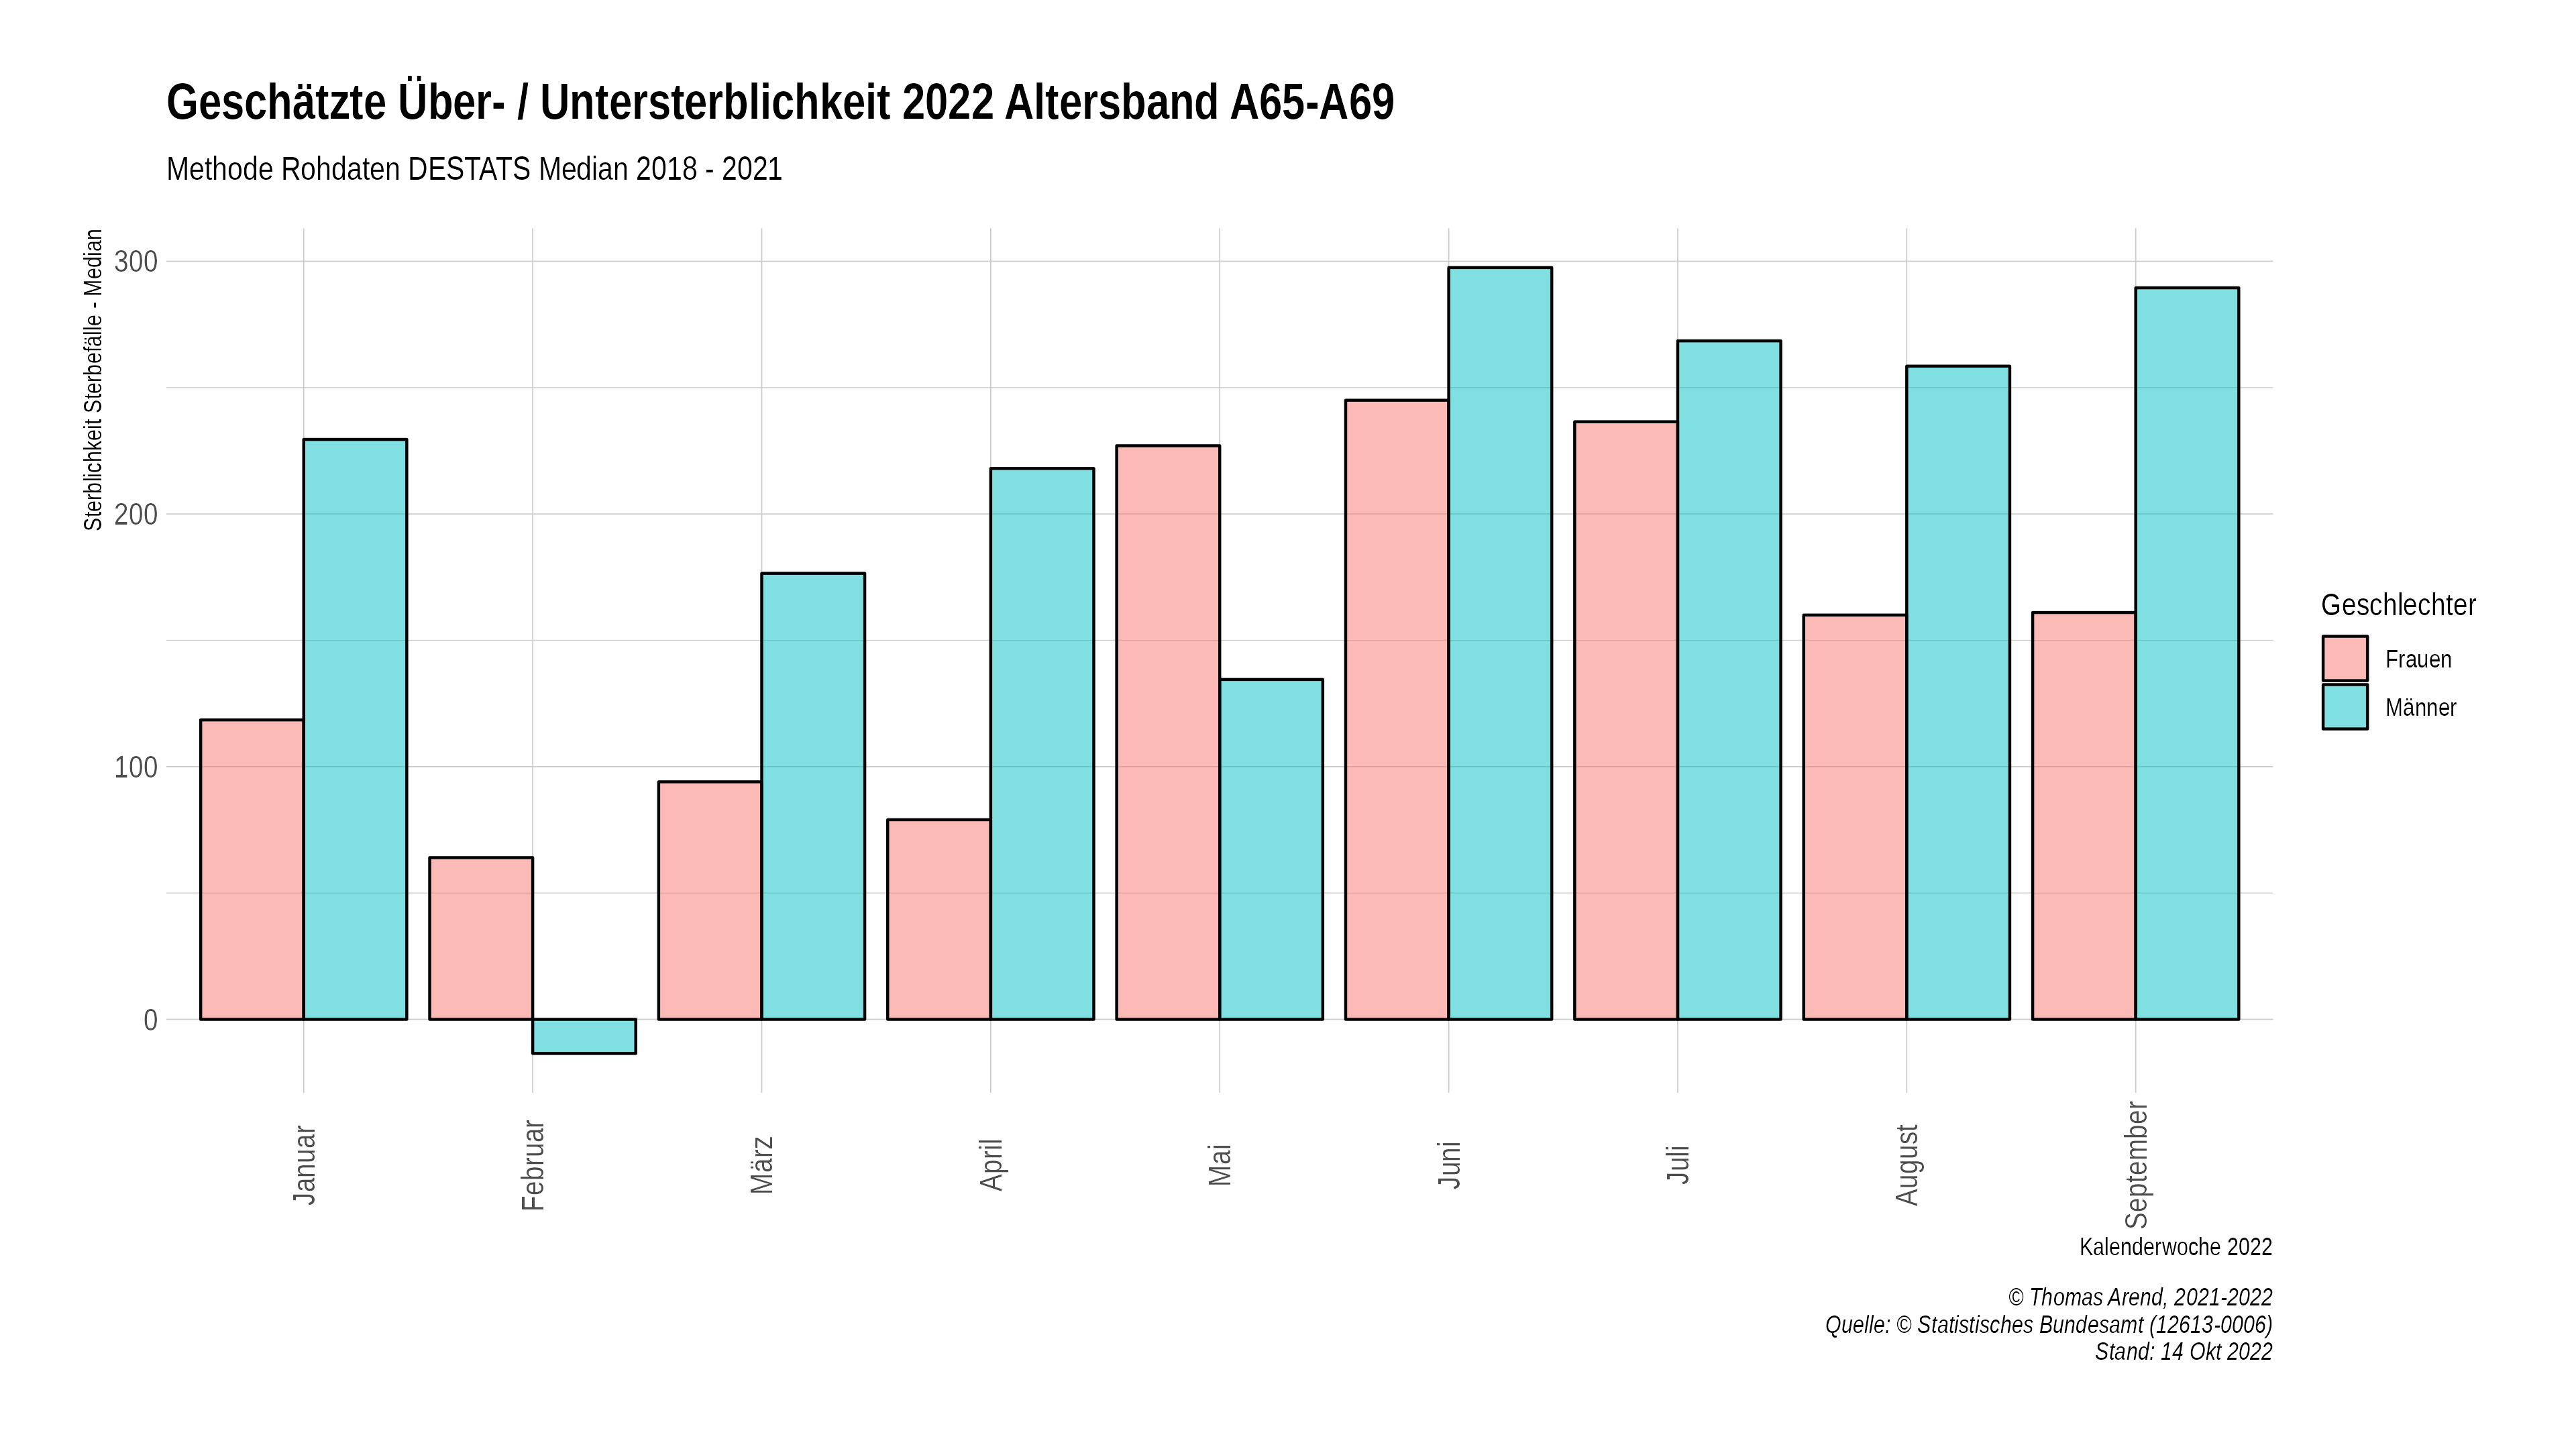 Geschätzte Über- / Untersterblichkeit 2022 Altersband A65-A69
Methode Rohdaten DESTATS Median 2018 - 2021
Sterblichkeit Sterbefälle - Median
300
200
100
0
Januar
Februar
März
April
Mai
Juni
Juli
August
September
Kalenderwoche 2022
Geschlechter
Frauen
Männer
© Thomas Arend, 2021-2022
Quelle: © Statistisches Bundesamt (12613-0006)
Stand: 14 Okt 2022